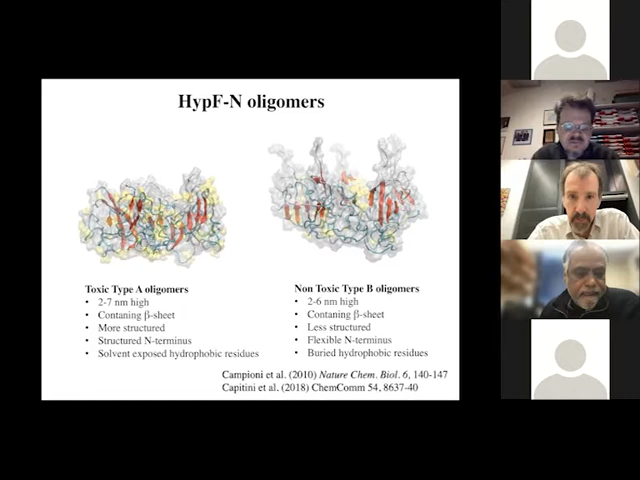 HypF-N oligomers
Toxic Type A oligomers
• 2-7 nm high
• Contaning β-sheet
• More structured
• Structured N-terminus
• Solvent exposed hydrophobic residues
Non Toxic Type B oligomers
• 2-6 nm high
• Contaning β-sheet
• Less structured
• Flexible N-terminus
• Buried hydrophobic residues
Campioni et al. (2010) Nature Chem. Biol. 6, 140-147
Capitini et al. (2018) ChemComm 54, 8637-40